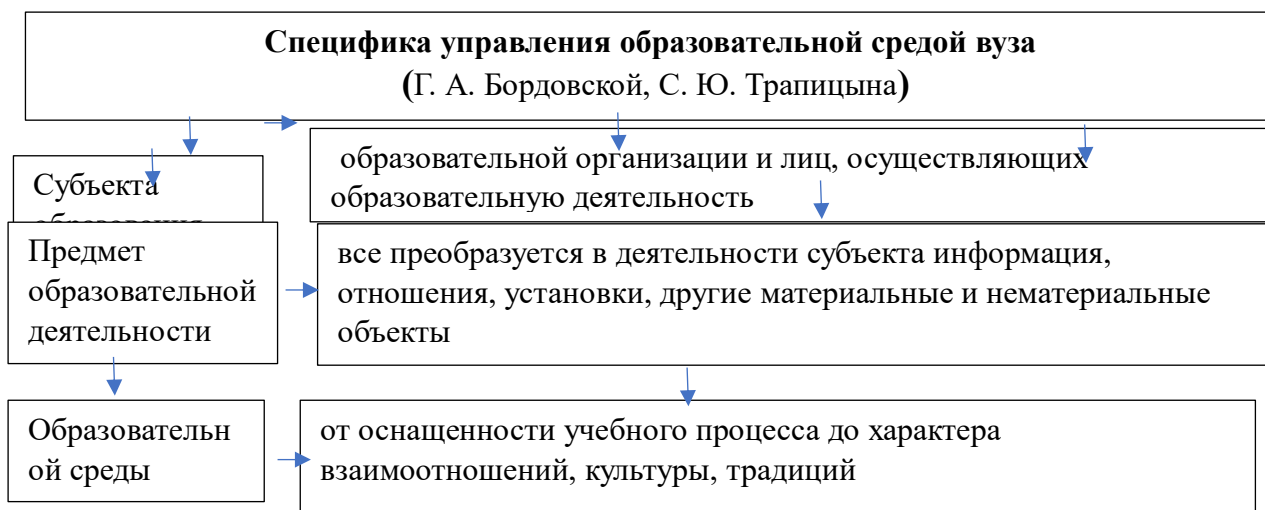 Специфика управления образовательной средой вуза
(Г. А. Бордовской, С. Ю. Трапицына)
Субъекта
образования
образовательной организации и лиц, осуществляющих
образовательную деятельность
Предмет
образовательной
деятельности
все преобразуется в деятельности субъекта информация,
отношения, установки, другие материальные и нематериальные
объекты
Образовательн
ой среды
от оснащенности учебного процесса до характера
взаимоотношений, культуры, традиций